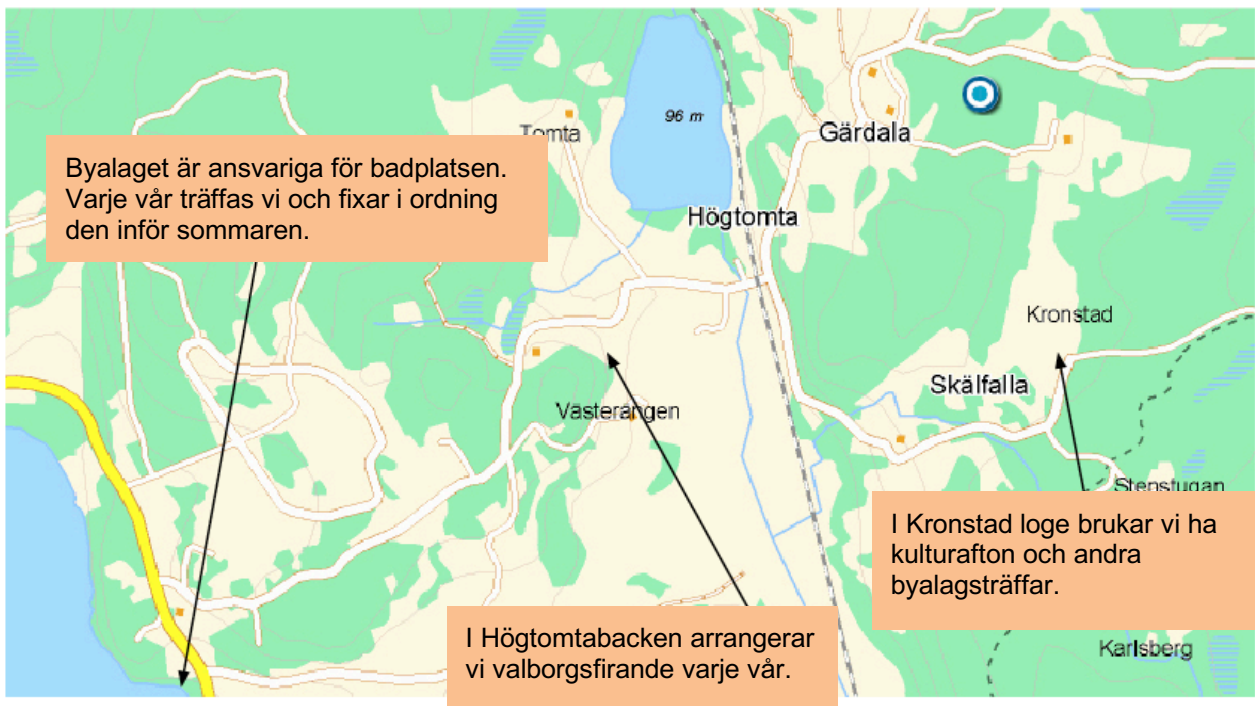 96 m
Tomta
Gärdala
Byalaget är ansvariga för badplatsen.
Varje vår träffas vi och fixar i ordning
den inför sommaren.
Högtomta
Kronstad
Skälfalla
Västerängen
Stenstugan
I Kronstad loge brukar vi ha
kulturafton och andra
byalagsträffar.
I Högtomtabacken arrangerar
vi valborgsfirande varje vår.
Karlsberg